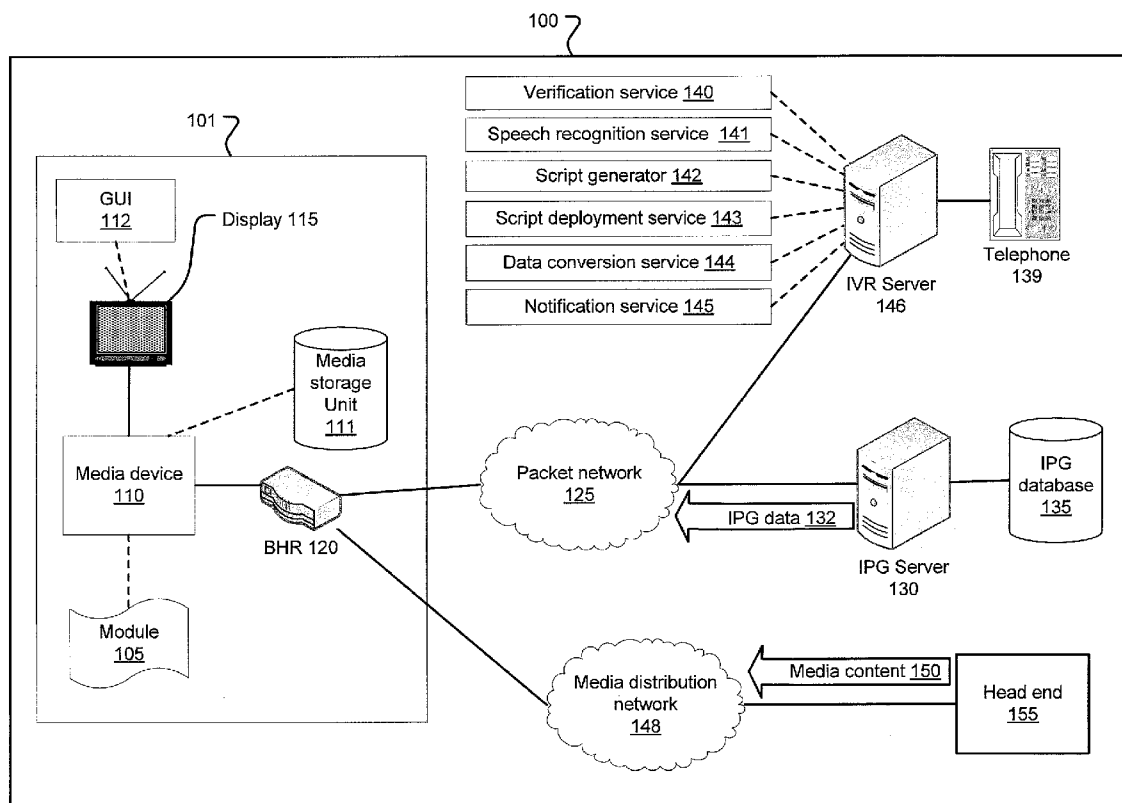 100
Verification service 140
Speech recognition service 141
Script generator 142
Script deployment service 143
Data conversion service 144
Notification service 145
IVR Server
146
Telephone
139
101
GUI
112
Display 115
Media
storage
Unit
111
Media device
110
BHR 120
Module
105
Packet network
125
IPG data 132
IPG Server
130
IPG
database
135
Media distribution
network
148
Media content 150
Head end
155